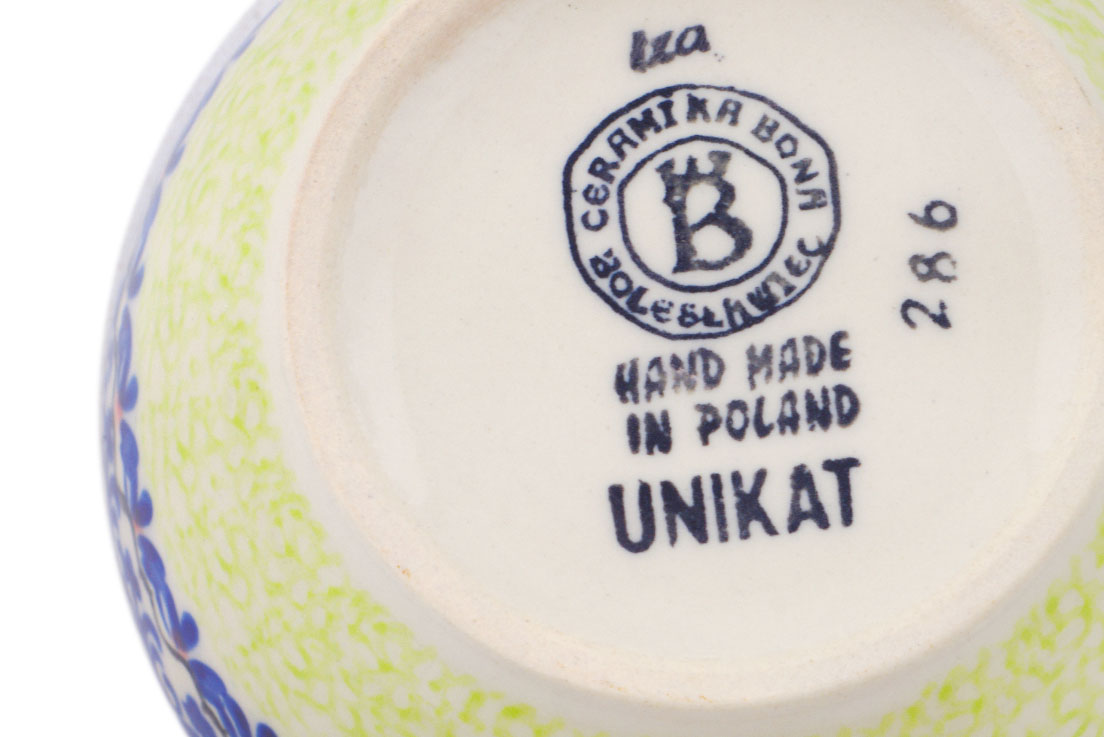 Iza
CERAMIKA BONA
B
BOLESŁAWIEC
HAND MADE
IN POLAND
UNIKAT
286